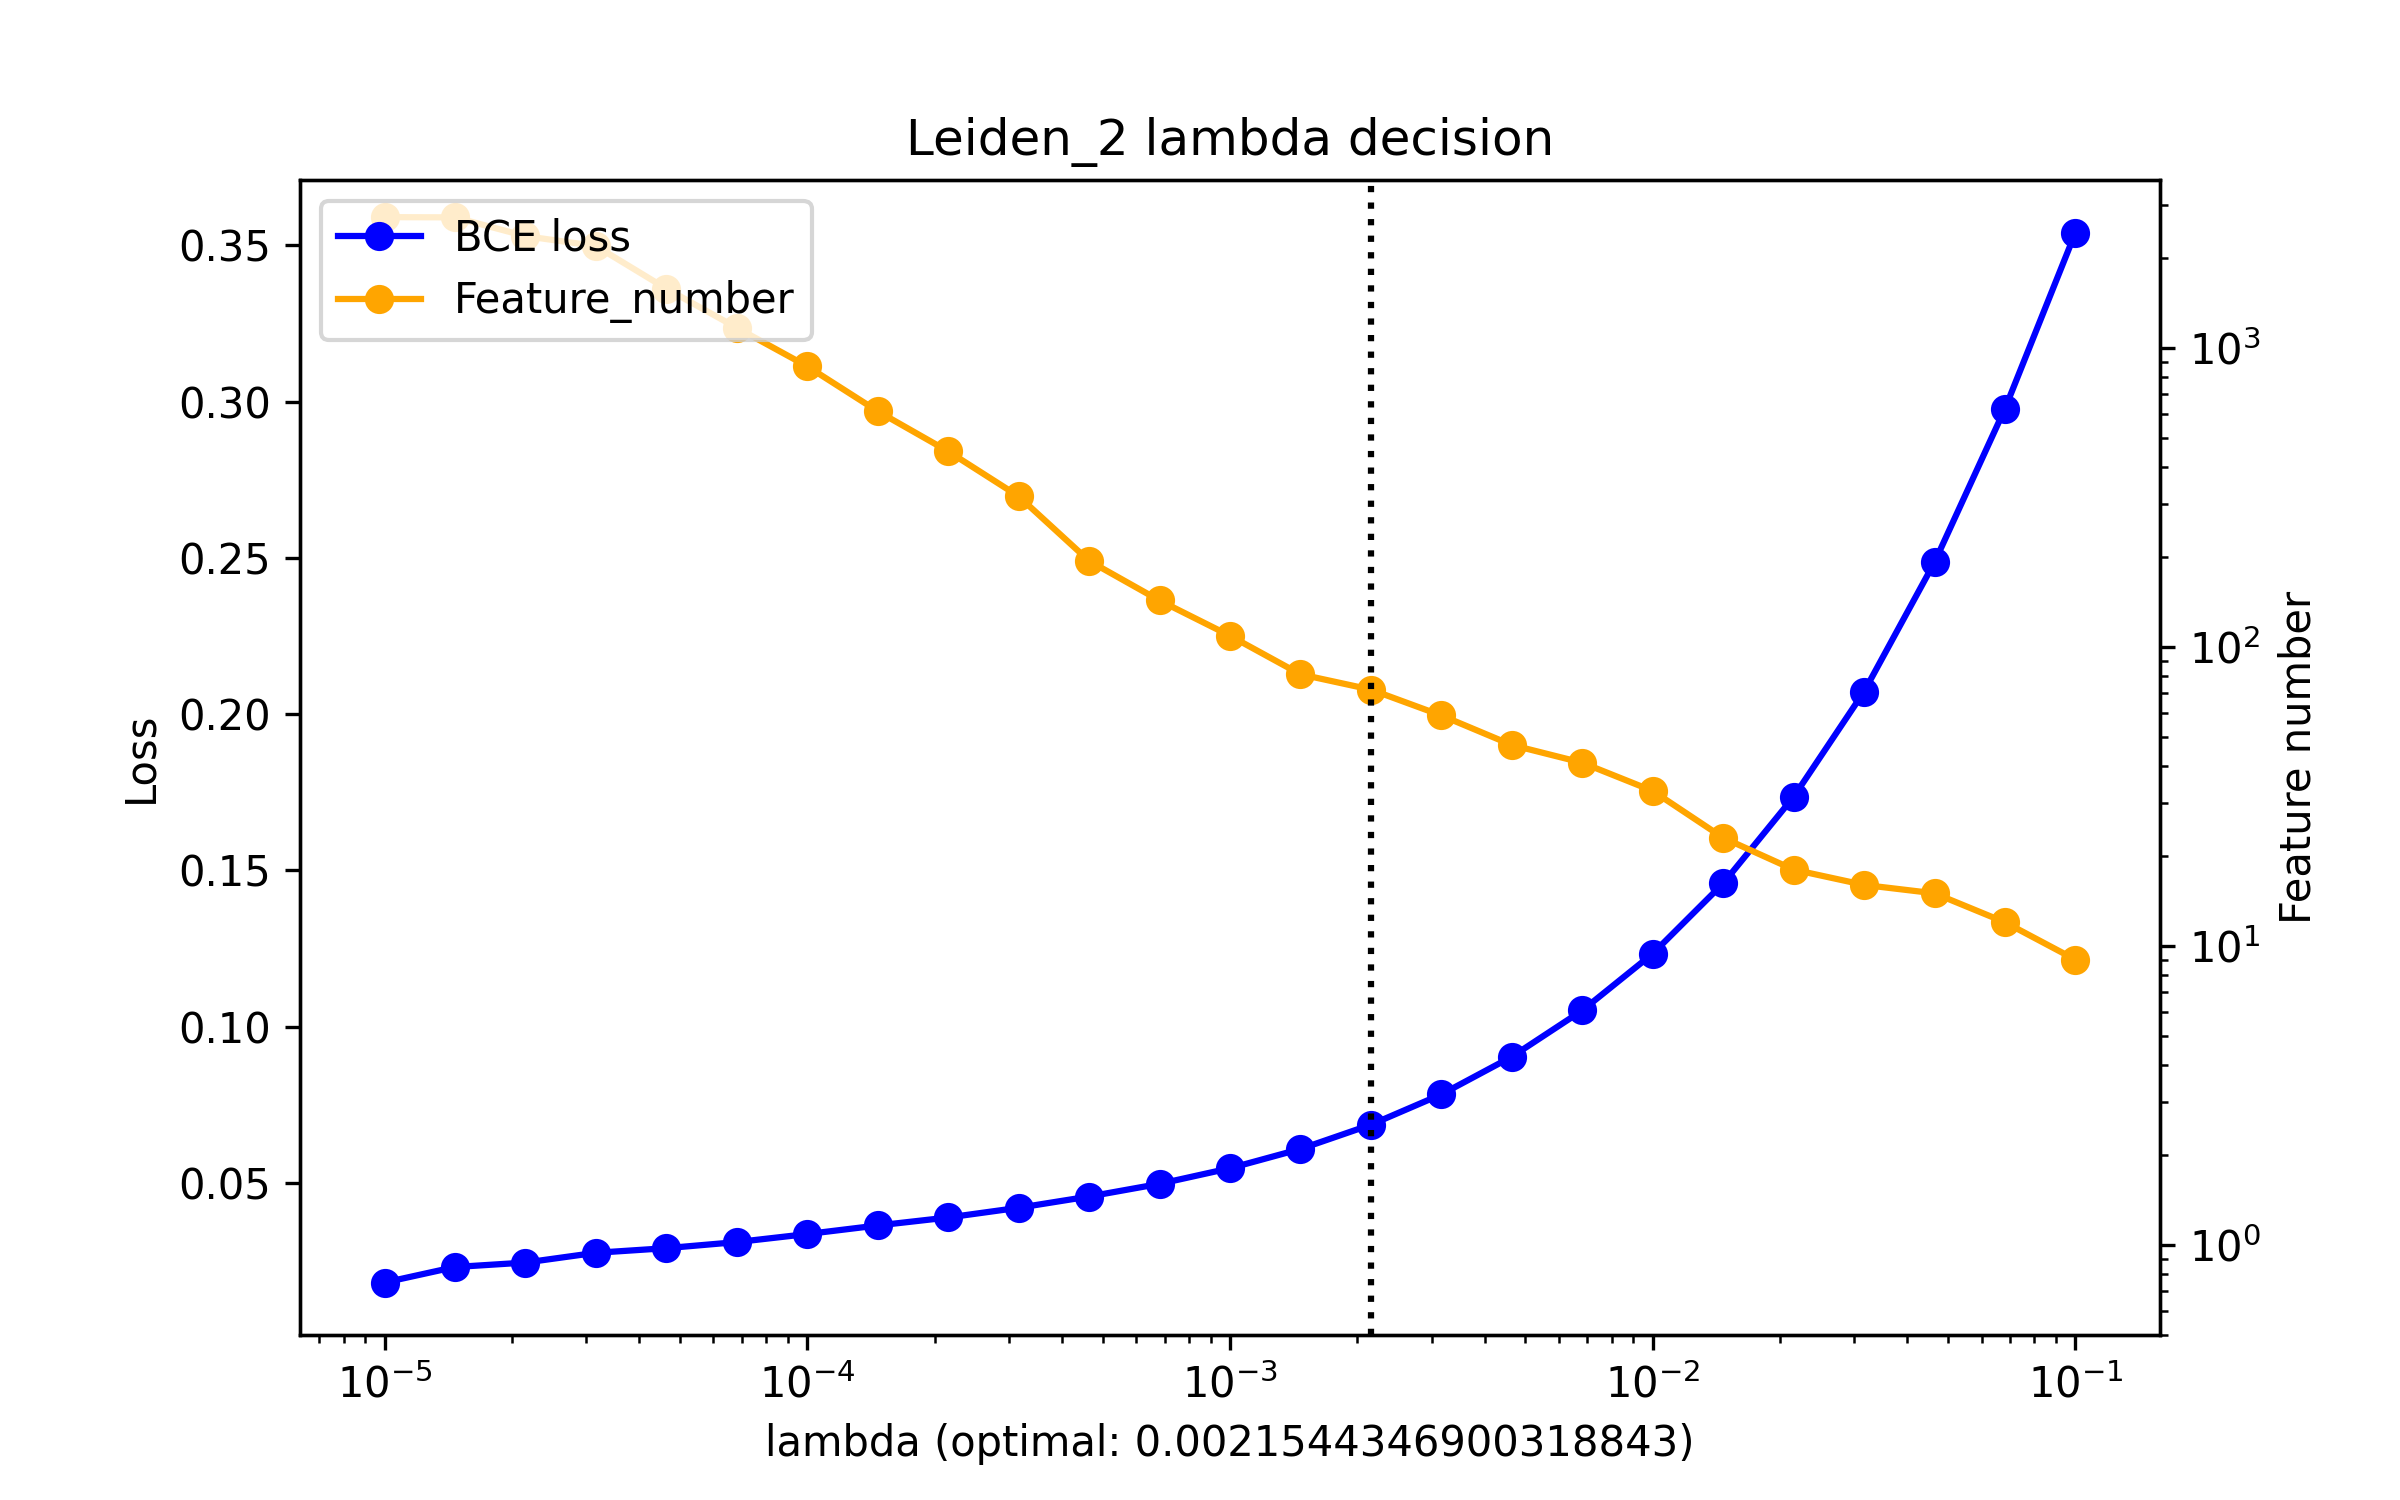 Leiden_2 lambda decision
BCE loss
Feature_number
0.35
0.30
0.25
0.20
0.15
0.10
0.05
Loss
10³
10²
10¹
10⁰
Feature number
10⁻⁵ 10⁻⁴ 10⁻³ 10⁻² 10⁻¹
lambda (optimal: 0.0021544346900318843)